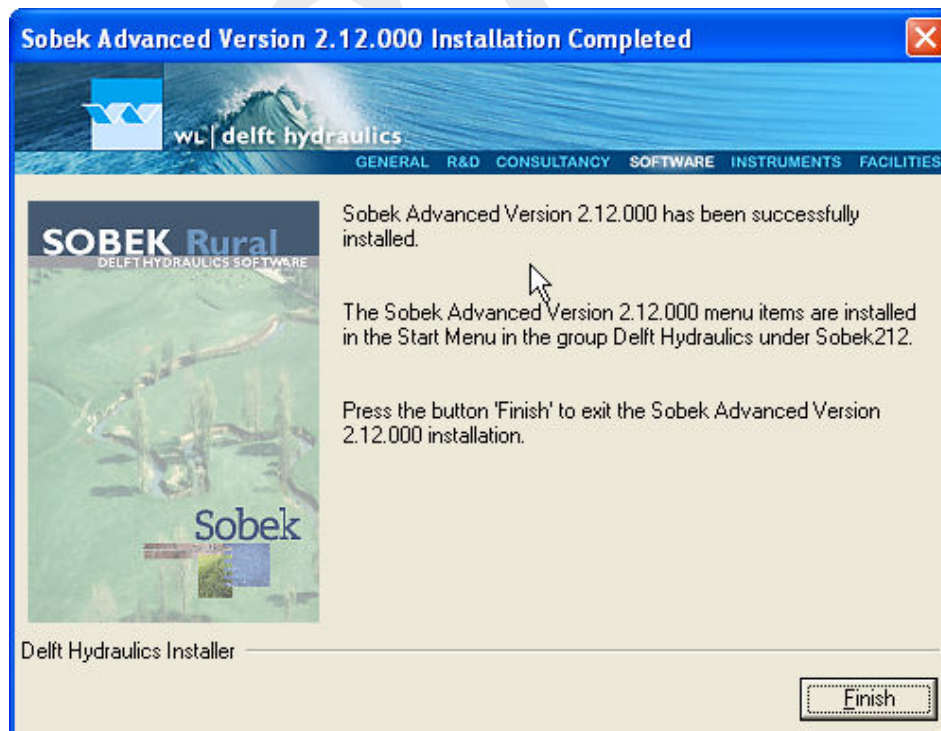 Sobek Advanced Version 2.12.000 Installation Completed
wL | delft hydraulics
GENERAL R&D CONSULTANCY SOFTWARE INSTRUMENTS FACILITIES
SOBEK Rural
DELFT HYDRAULICS SOFTWARE
Sobek
Sobek Advanced Version 2.12.000 has been successfully
installed.
The Sobek Advanced Version 2.12.000 menu items are installed
in the Start Menu in the group Delft Hydraulics under Sobek212.
Press the button 'Finish' to exit the Sobek Advanced Version
2.12.000 installation.
Delft Hydraulics Installer
Finish